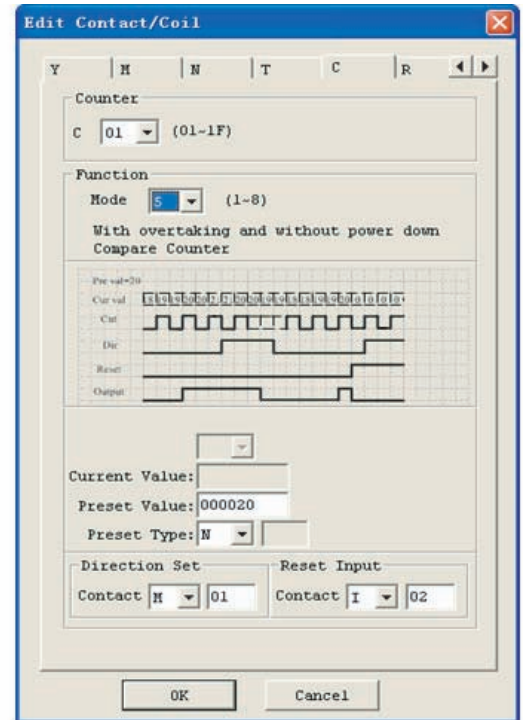 Edit Contact/Coil
Y M N T C R
Counter
C 01 (01~1F)
Function
Mode 5 (1~8)
With overtaking and without power down
Compare Counter
Pre val=20
Cur val
Cnt
Dir
Reset
Output
Current Value:
Preset Value: 000020
Preset Type: N
Direction Set Reset Input
Contact M 01 Contact I 02
OK Cancel